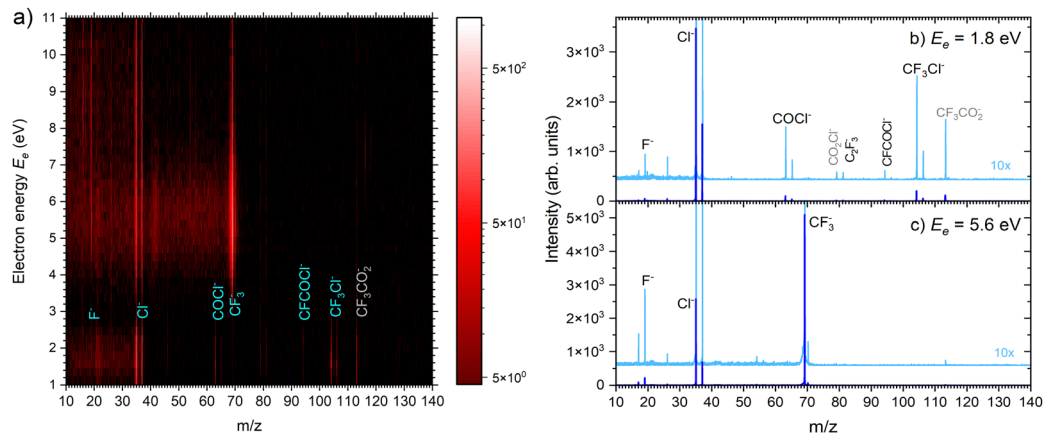 a)
11
10
9
8
7
6
5
4
3
2
1
Electron energy Eₑ (eV)
F⁻
Cl⁻
COCl⁻
CF₃⁻
CFCOCl⁻
CF₃Cl⁻
CF₃CO₂⁻
10 20 30 40 50 60 70 80 90 100 110 120 130 140
m/z
5×10²
5×10¹
5×10⁰
Intensity (arb. units)
b) Eₑ = 1.8 eV
3×10³
2×10³
1×10³
0
F⁻
Cl⁻
COCl⁻
CO₂Cl⁻
C₂F₃⁻
CFCOCl⁻
CF₃Cl⁻
CF₃CO₂⁻
10x
c) Eₑ = 5.6 eV
5×10³
4×10³
3×10³
2×10³
1×10³
0
F⁻
Cl⁻
CF₃⁻
10x
10 20 30 40 50 60 70 80 90 100 110 120 130 140
m/z